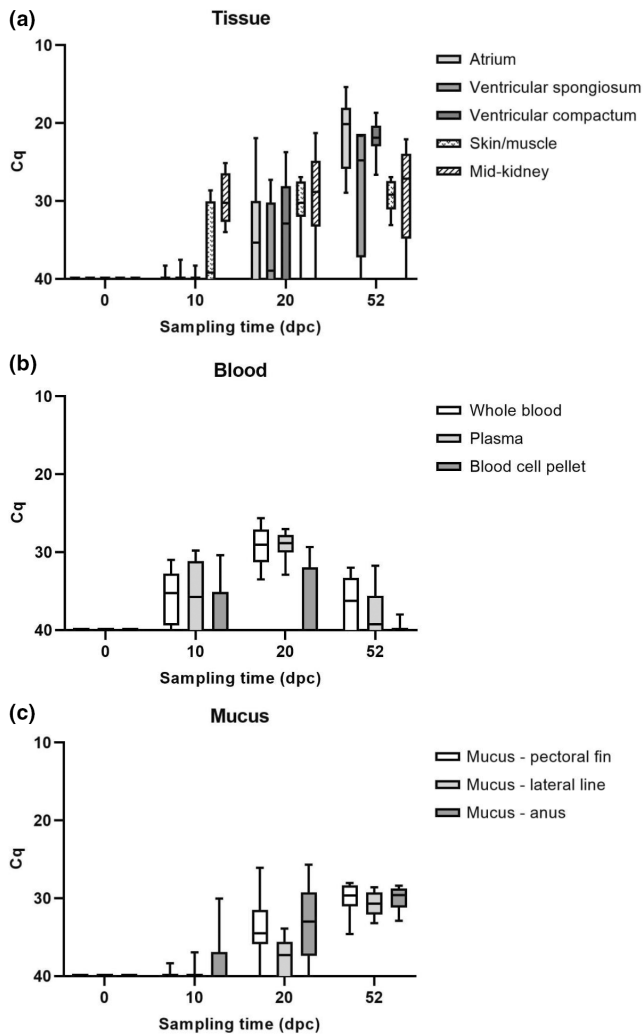 (a)
Tissue
10
20
30
40
Cq
0 10 20 52
Sampling time (dpc)
Atrium
Ventricular spongiosum
Ventricular compactum
Skin/muscle
Mid-kidney
(b)
Blood
10
20
30
40
Cq
0 10 20 52
Sampling time (dpc)
Whole blood
Plasma
Blood cell pellet
(c)
Mucus
10
20
30
40
Cq
0 10 20 52
Sampling time (dpc)
Mucus - pectoral fin
Mucus - lateral line
Mucus - anus